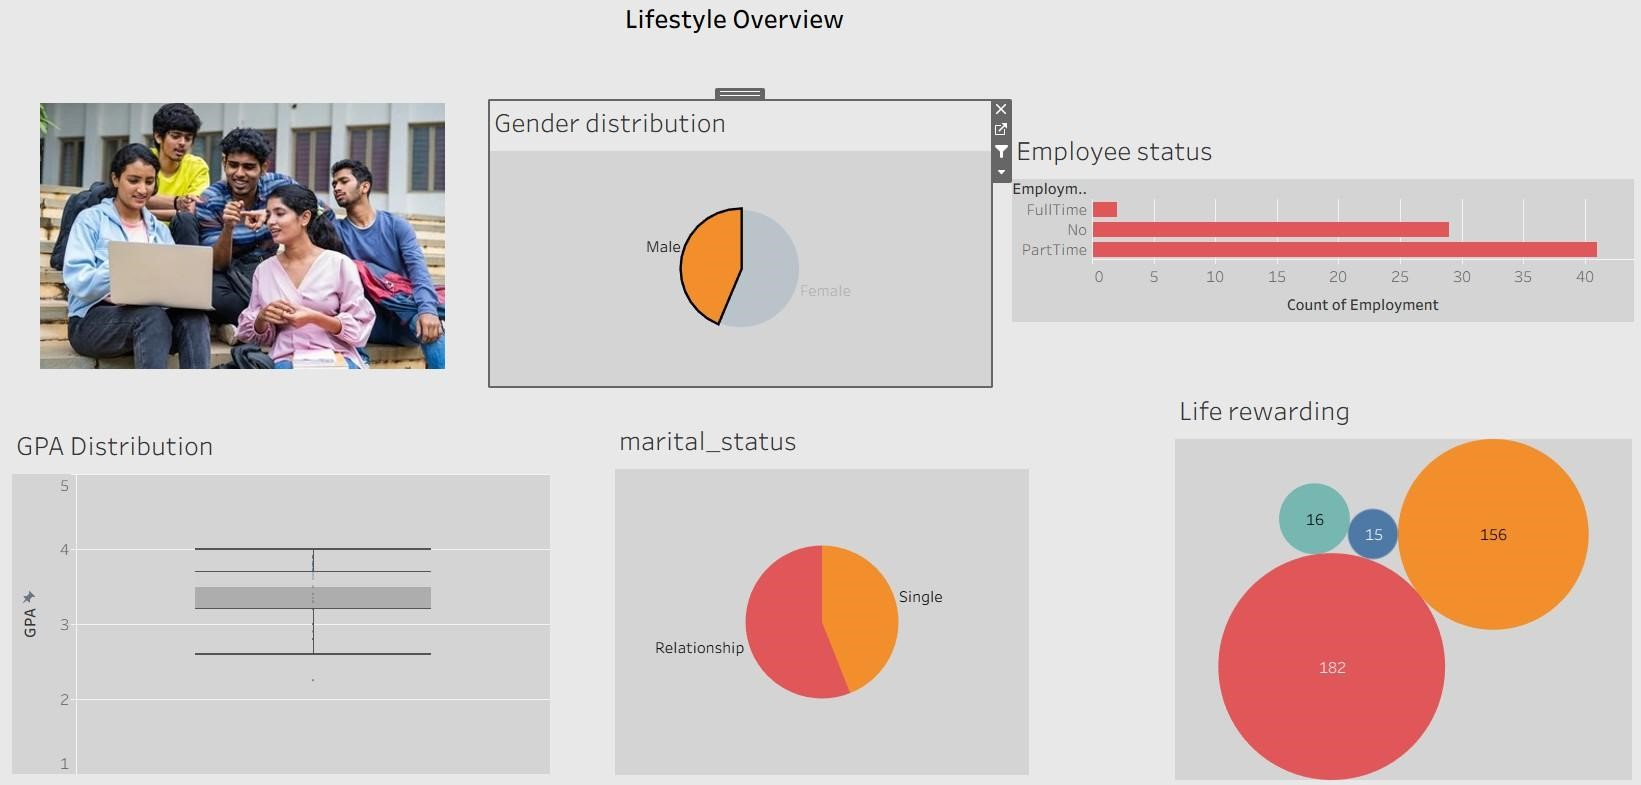 Lifestyle Overview
Gender distribution
Male
Female
Employee status
Employm..
FullTime
No
PartTime
0 5 10 15 20 25 30 35 40
Count of Employment
GPA Distribution
5
4
3
2
1
GPA
marital_status
Single
Relationship
Life rewarding
16
15
156
182